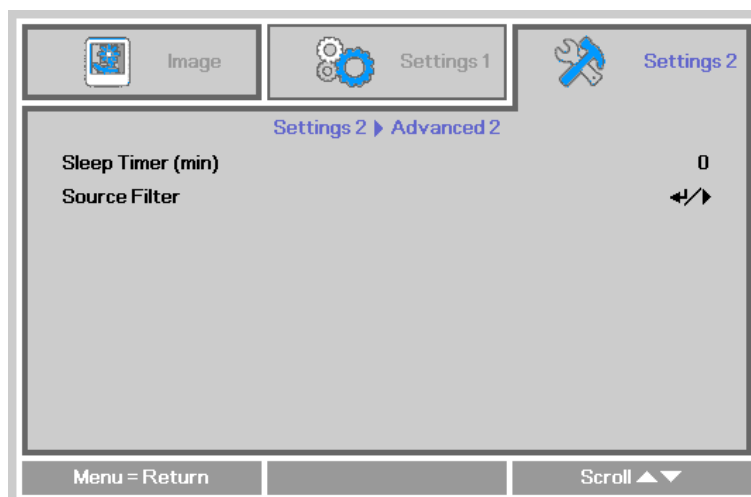 Image
Settings 1
Settings 2
Settings 2 ▶ Advanced 2
Sleep Timer (min) 0
Source Filter ↵/▶
Menu = Return
Scroll ▲▼